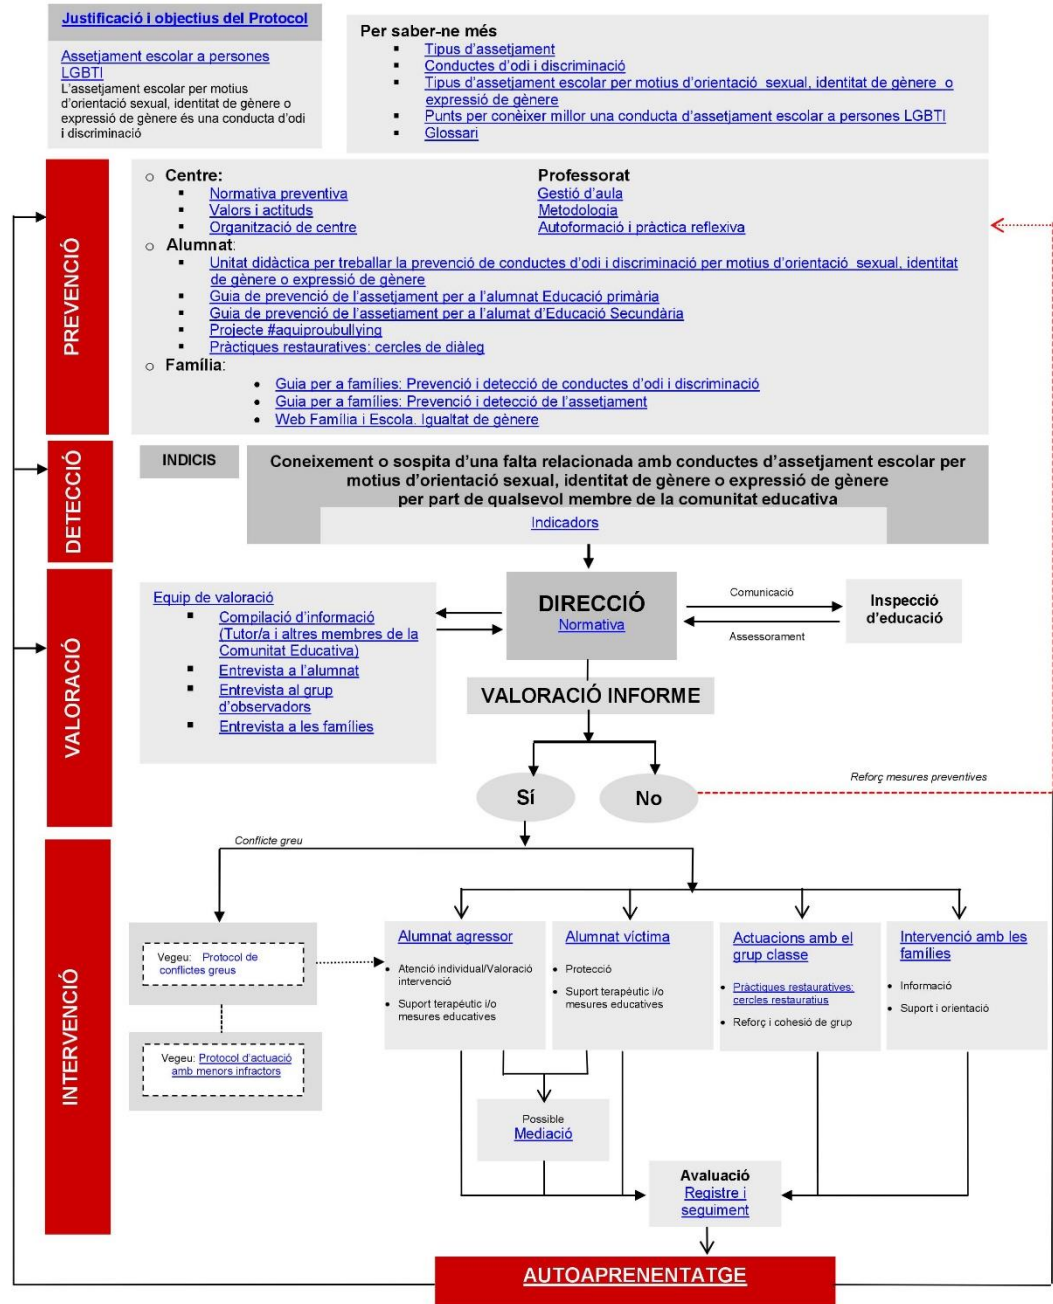 Justificació i objectius del Protocol
Assetjament escolar a persones
LGBTI
L'assetjament escolar per motius
d'orientació sexual, identitat de gènere o
expressió de gènere és una conducta d'odi
i discriminació
Per saber-ne més
Tipus d'assetjament
Conductes d'odi i discriminació
Tipus d'assetjament escolar per motius d'orientació sexual, identitat de gènere o
expressió de gènere
Punts per conèixer millor una conducta d'assetjament escolar a persones LGBTI
Glossari
PREVENCIÓ
Centre:
Normativa preventiva
Valors i actituds
Organització de centre
Professorat
Gestió d'aula
Metodologia
Autoformació i pràctica reflexiva
Alumnat:
Unitat didàctica per treballar la prevenció de conductes d'odi i discriminació per motius d'orientació sexual, identitat
de gènere o expressió de gènere
Guia de prevenció de l'assetjament per a l'alumnat Educació primària
Guia de prevenció de l'assetjament per a l'alumat d'Educació Secundària
Projecte #aquiproubullying
Pràctiques restauratives: cercles de diàleg
Família:
Guia per a famílies: Prevenció i detecció de conductes d'odi i discriminació
Guia per a famílies: Prevenció i detecció de l'assetjament
Web Família i Escola. Igualtat de gènere
DETECCIÓ
INDICIS
Coneixement o sospita d'una falta relacionada amb conductes d'assetjament escolar per
motius d'orientació sexual, identitat de gènere o expressió de gènere
per part de qualsevol membre de la comunitat educativa
Indicadors
VALORACIÓ
Equip de valoració
Compilació d'informació
(Tutor/a i altres membres de la
Comunitat Educativa)
Entrevista a l'alumnat
Entrevista al grup
d'observadors
Entrevista a les famílies
DIRECCIÓ
Normativa
Comunicació
Assessorament
Inspecció
d'educació
VALORACIÓ INFORME
Sí
No
Reforç mesures preventives
INTERVENCIÓ
Conflicte greu
Vegeu: Protocol de
conflictes greus
Vegeu: Protocol d'actuació
amb menors infractors
Alumnat agressor
Atenció individual/Valoració
intervenció
Suport terapéutic i/o
mesures educatives
Alumnat víctima
Protecció
Suport terapéutic i/o
mesures educatives
Actuacions amb el
grup classe
Pràctiques restauratives:
cercles restauratius
Reforç i cohesió de grup
Intervenció amb les
famílies
Informació
Suport i orientació
Possible
Mediació
Avaluació
Registre i
seguiment
AUTOAPRENENTATGE